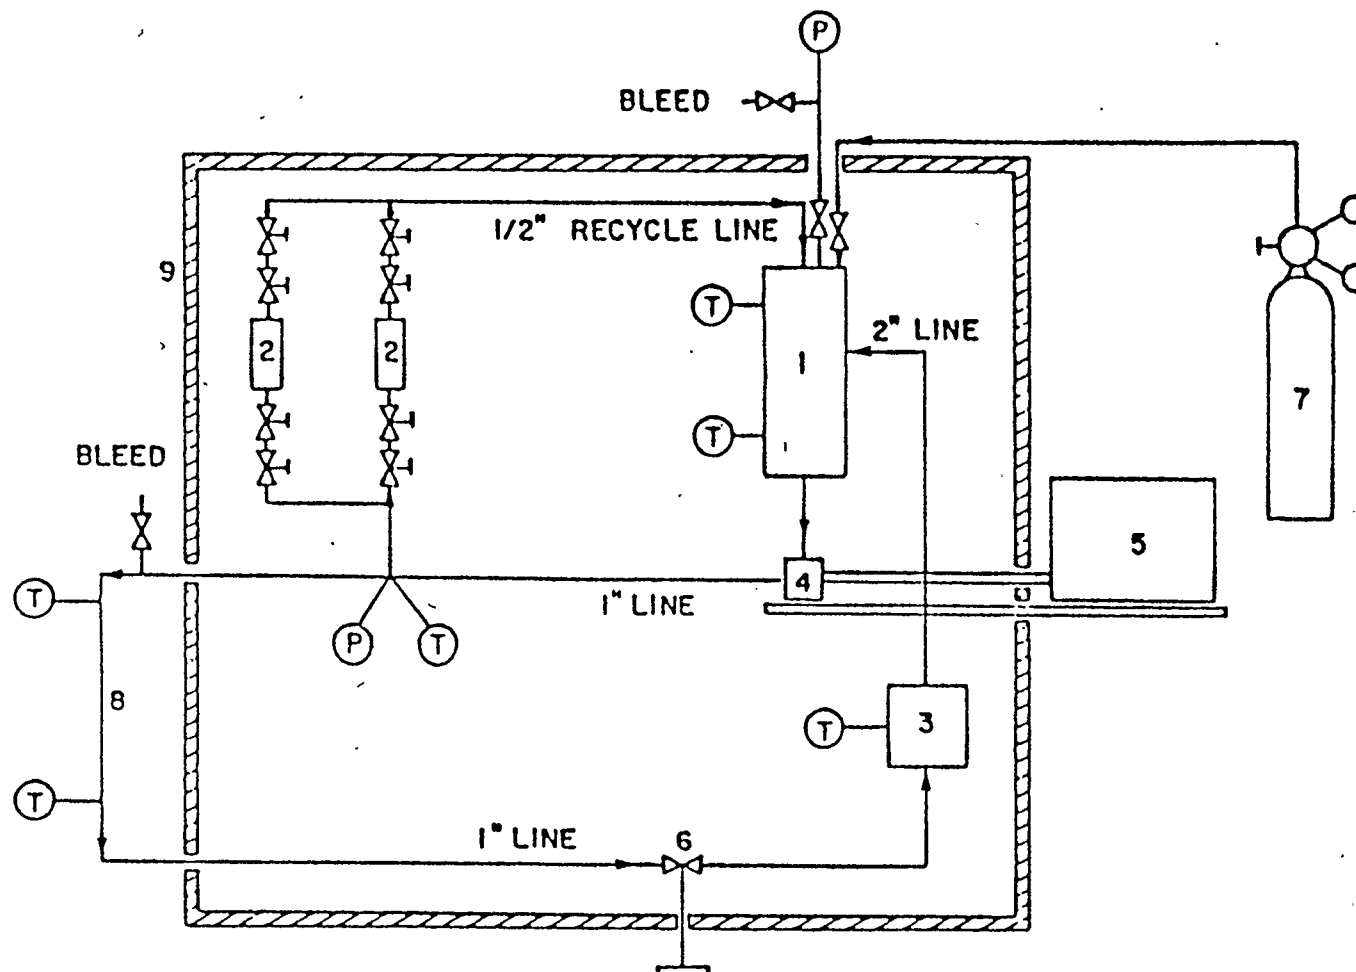 P
BLEED
1/2" RECYCLE LINE
9
T
2" LINE
2
2
1
7
T
BLEED
5
4
T
1" LINE
P
T
8
3
T
T
1" LINE
6